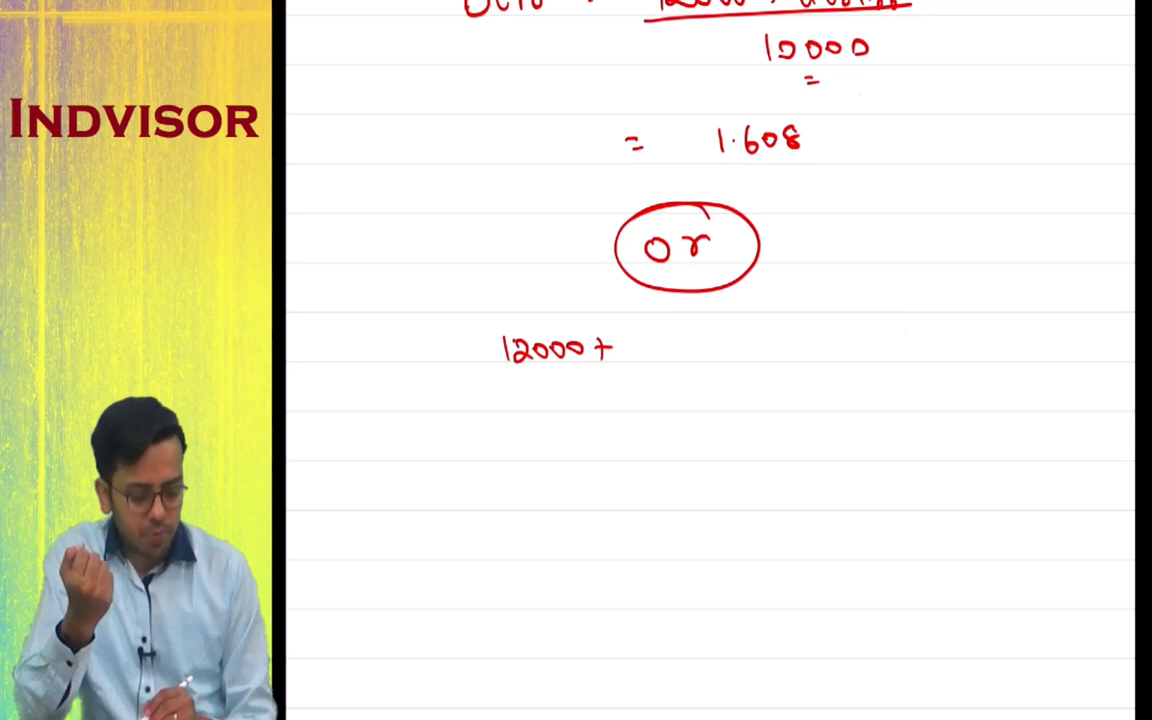 INDVISOR
10000
=
= 1.608
or
12000 +